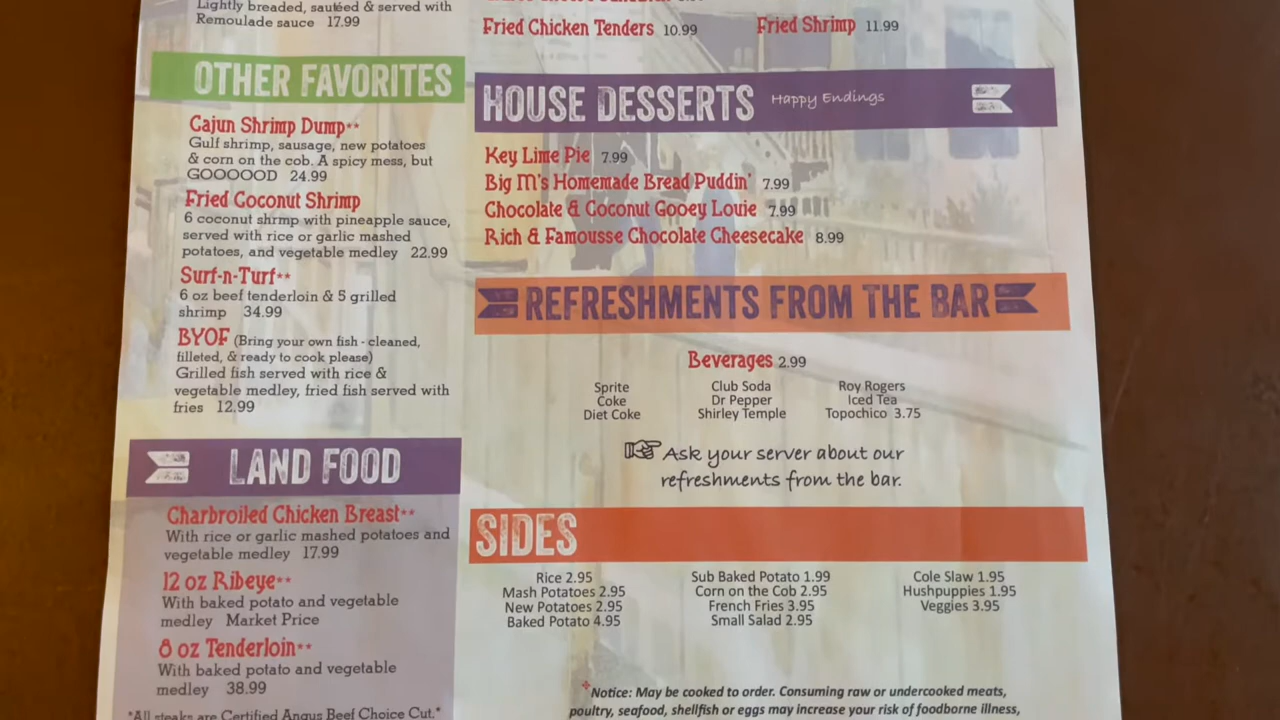 Lightly breaded, sautéed & served with
Remoulade sauce 17.99
OTHER FAVORITES
Cajun Shrimp Dump**
Gulf shrimp, sausage, new potatoes
& corn on the cob. A spicy mess, but
GOOOOOD 24.99
Fried Coconut Shrimp
6 coconut shrmp with pineapple sauce,
served with rice or garlic mashed
potatoes, and vegetable medley 22.99
Surf-n-Turf**
6 oz beef tenderloin & 5 grilled
shrimp 34.99
BYOF (Bring your own fish - cleaned,
filleted, & ready to cook please)
Grilled fish served with rice &
vegetable medley, fried fish served with
fries 12.99
LAND FOOD
Charbroiled Chicken Breast**
With rice or garlic mashed potatoes and
vegetable medley 17.99
12 oz Ribeye**
With baked potato and vegetable
medley Market Price
8 oz Tenderloin**
With baked potato and vegetable
medley 38.99
*All steaks are Certified Angus Beef Choice Cut.*
Fried Chicken Tenders 10.99 Fried Shrimp 11.99
HOUSE DESSERTS Happy Endings
Key Lime Pie 7.99
Big M's Homemade Bread Puddin' 7.99
Chocolate & Coconut Gooey Louie 7.99
Rich & Famousse Chocolate Cheesecake 8.99
REFRESHMENTS FROM THE BAR
Beverages 2.99
Sprite Club Soda Roy Rogers
Coke Dr Pepper Iced Tea
Diet Coke Shirley Temple Topochico 3.75
Ask your server about our
refreshments from the bar.
SIDES
Rice 2.95 Sub Baked Potato 1.99 Cole Slaw 1.95
Mash Potatoes 2.95 Corn on the Cob 2.95 Hushpuppies 1.95
New Potatoes 2.95 French Fries 3.95 Veggies 3.95
Baked Potato 4.95 Small Salad 2.95
*Notice: May be cooked to order. Consuming raw or undercooked meats,
poultry, seafood, shellfish or eggs may increase your risk of foodborne illness,